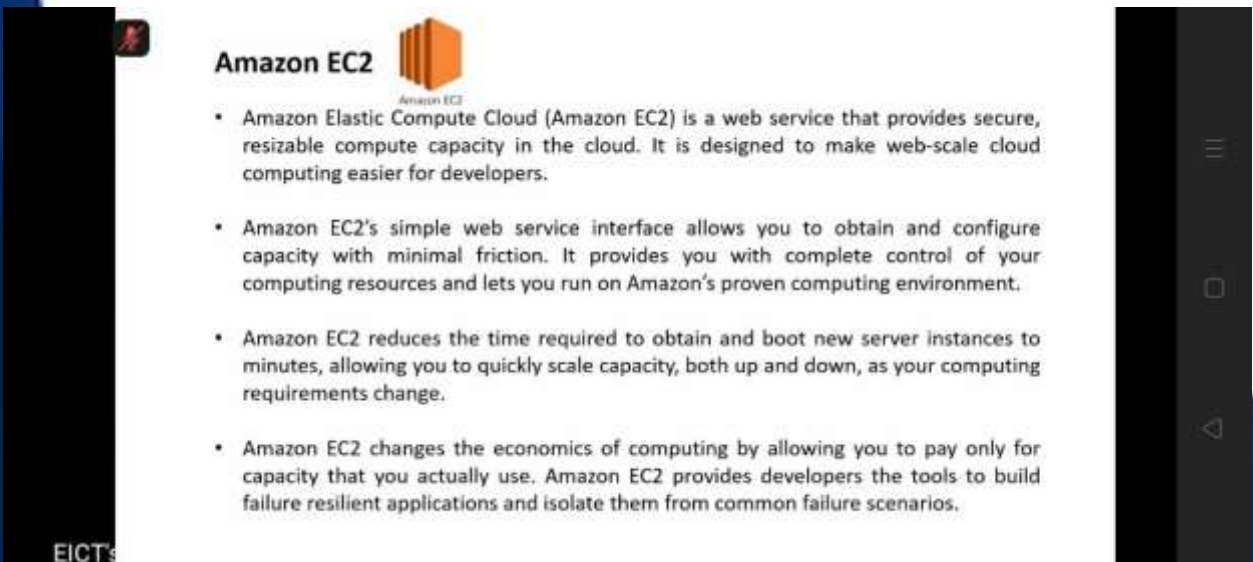 Amazon EC2
Amazon EC2
• Amazon Elastic Compute Cloud (Amazon EC2) is a web service that provides secure,
resizable compute capacity in the cloud. It is designed to make web-scale cloud
computing easier for developers.
• Amazon EC2's simple web service interface allows you to obtain and configure
capacity with minimal friction. It provides you with complete control of your
computing resources and lets you run on Amazon's proven computing environment.
• Amazon EC2 reduces the time required to obtain and boot new server instances to
minutes, allowing you to quickly scale capacity, both up and down, as your computing
requirements change.
• Amazon EC2 changes the economics of computing by allowing you to pay only for
capacity that you actually use. Amazon EC2 provides developers the tools to build
failure resilient applications and isolate them from common failure scenarios.
EICT's